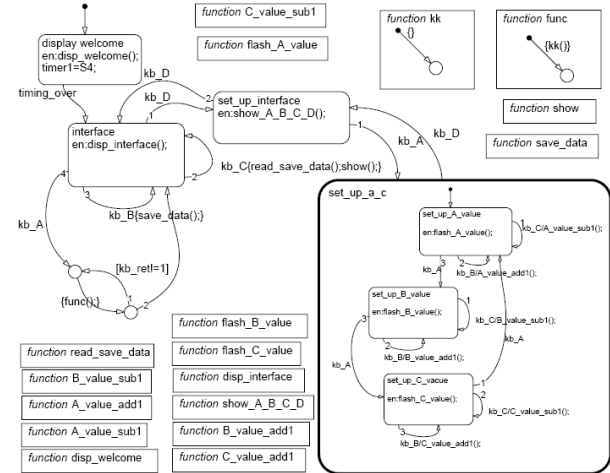 function C_value_sub1
function flash_A_value
function kk
{}
function func
{kk()}
function show
function save_data
display welcome
en:disp_welcome();
timer1=S4;
timing_over
kb_D
kb_D
2
1
set_up_interface
en:show_A_B_C_D();
1
kb_A
kb_D
interface
en:disp_interface();
4
3
2
kb_C{read_save_data();show();}
kb_B{save_data();}
kb_A
[kb_ret!=1]
{func();}
1
2
set_up_a_c
set_up_A_value
en:flash_A_value();
1
kb_C/A_value_sub1();
3
2
kb_A
kb_B/A_value_add1();
set_up_B_value
en:flash_B_value();
1
kb_C/B_value_sub1();
3
2
kb_B/B_value_add1();
kb_A
kb_A
set_up_C_vacue
en:flash_C_value();
1
2
kb_C/C_value_sub1();
3
kb_B/C_value_add1();
function read_save_data
function B_value_sub1
function A_value_add1
function A_value_sub1
function disp_welcome
function flash_B_value
function flash_C_value
function disp_interface
function show_A_B_C_D
function B_value_add1
function C_value_add1